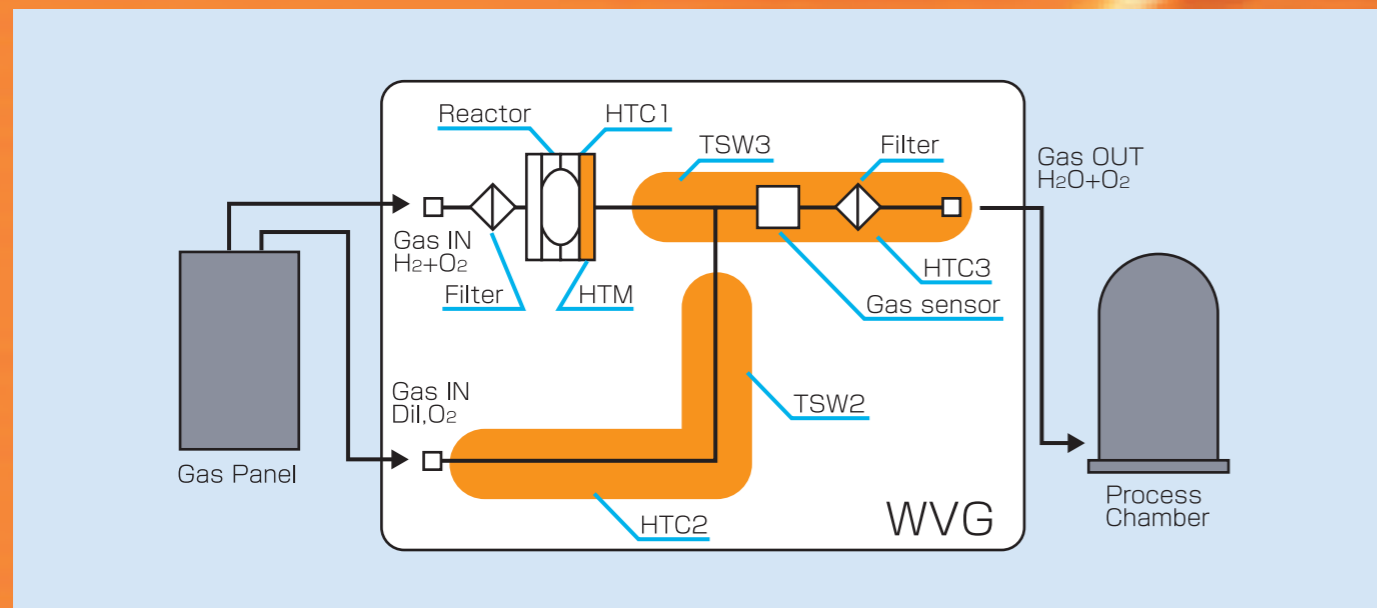 Reactor
HTC1
TSW3
Filter
Gas OUT
H2O+O2
Gas IN
H2+O2
Filter
HTM
HTC3
Gas sensor
Gas IN
Dil,O2
TSW2
Gas Panel
HTC2
WVG
Process
Chamber